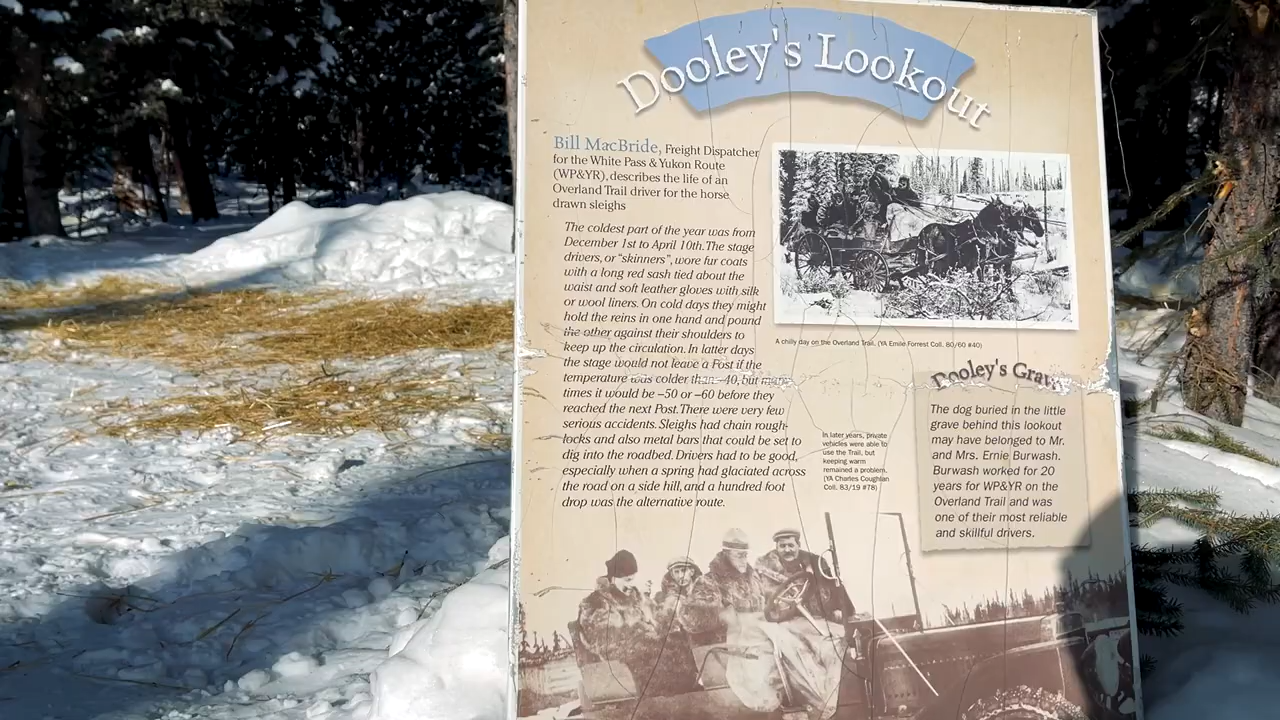 Dooley's Lookout
Bill MacBride, Freight Dispatcher
for the White Pass & Yukon Route
(WP&YR), describes the life of an
Overland Trail driver for the horse
drawn sleighs
The coldest part of the year was from
December 1st to April 10th. The stage
drivers, or "skinners", wore fur coats
with a long red sash tied about the
waist and soft leather gloves with silk
or wool liners. On cold days they might
hold the reins in one hand and pound
the other against their shoulders to
keep up the circulation. In latter days
the stage would not leave a Post if the
temperature was colder than –40, but many
times it would be –50 or –60 before they
reached the next Post. There were very few
serious accidents. Sleighs had chain rough-
locks and also metal bars that could be set to
dig into the roadbed. Drivers had to be good,
especially when a spring had glaciated across
the road on a side hill, and a hundred foot
drop was the alternative route.
A chilly day on the Overland Trail. (YA Emile Forrest Coll. 80/60 #40)
In later years, private
vehicles were able to
use the Trail, but
keeping warm
remained a problem.
(YA Charles Coughlan
Coll. 83/19 #78)
Dooley's Grave
The dog buried in the little
grave behind this lookout
may have belonged to Mr.
and Mrs. Ernie Burwash.
Burwash worked for 20
years for WP&YR on the
Overland Trail and was
one of their most reliable
and skillful drivers.